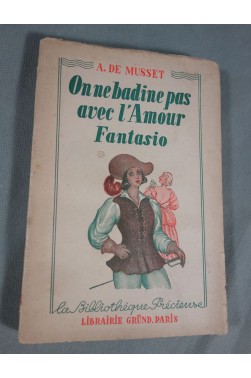 A. DE MUSSET
On ne badine pas
avec l'Amour
Fantasio
La Bibliothèque Précieuse
LIBRAIRIE GRÜND. PARIS